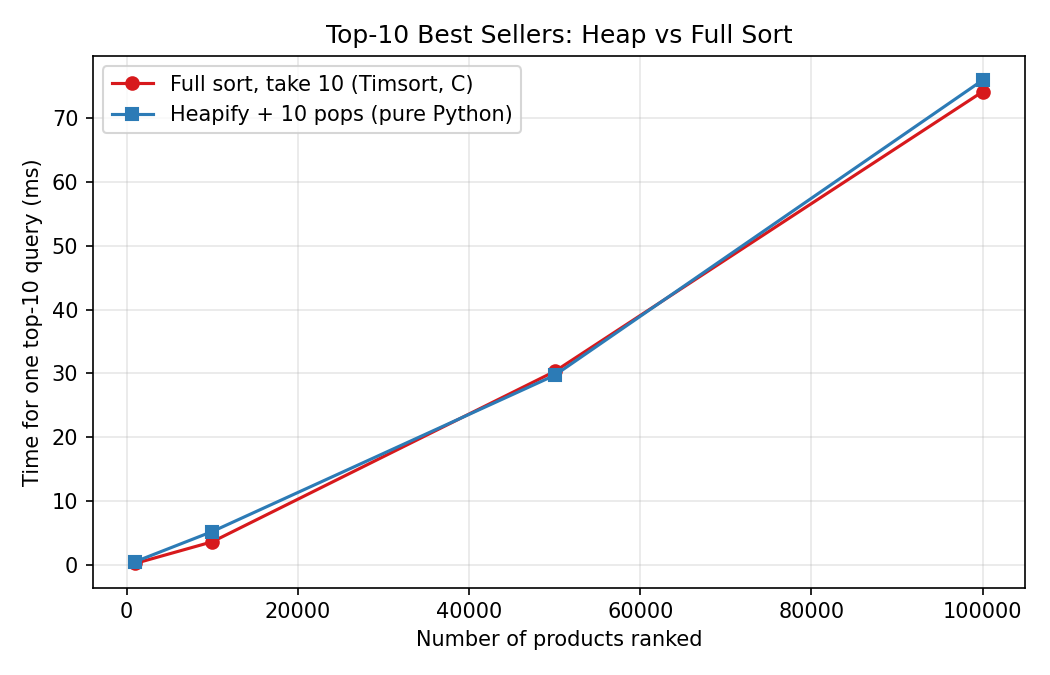 Top-10 Best Sellers: Heap vs Full Sort
Full sort, take 10 (Timsort, C)
Heapify + 10 pops (pure Python)
Time for one top-10 query (ms)
70
60
50
40
30
20
10
0
0 20000 40000 60000 80000 100000
Number of products ranked